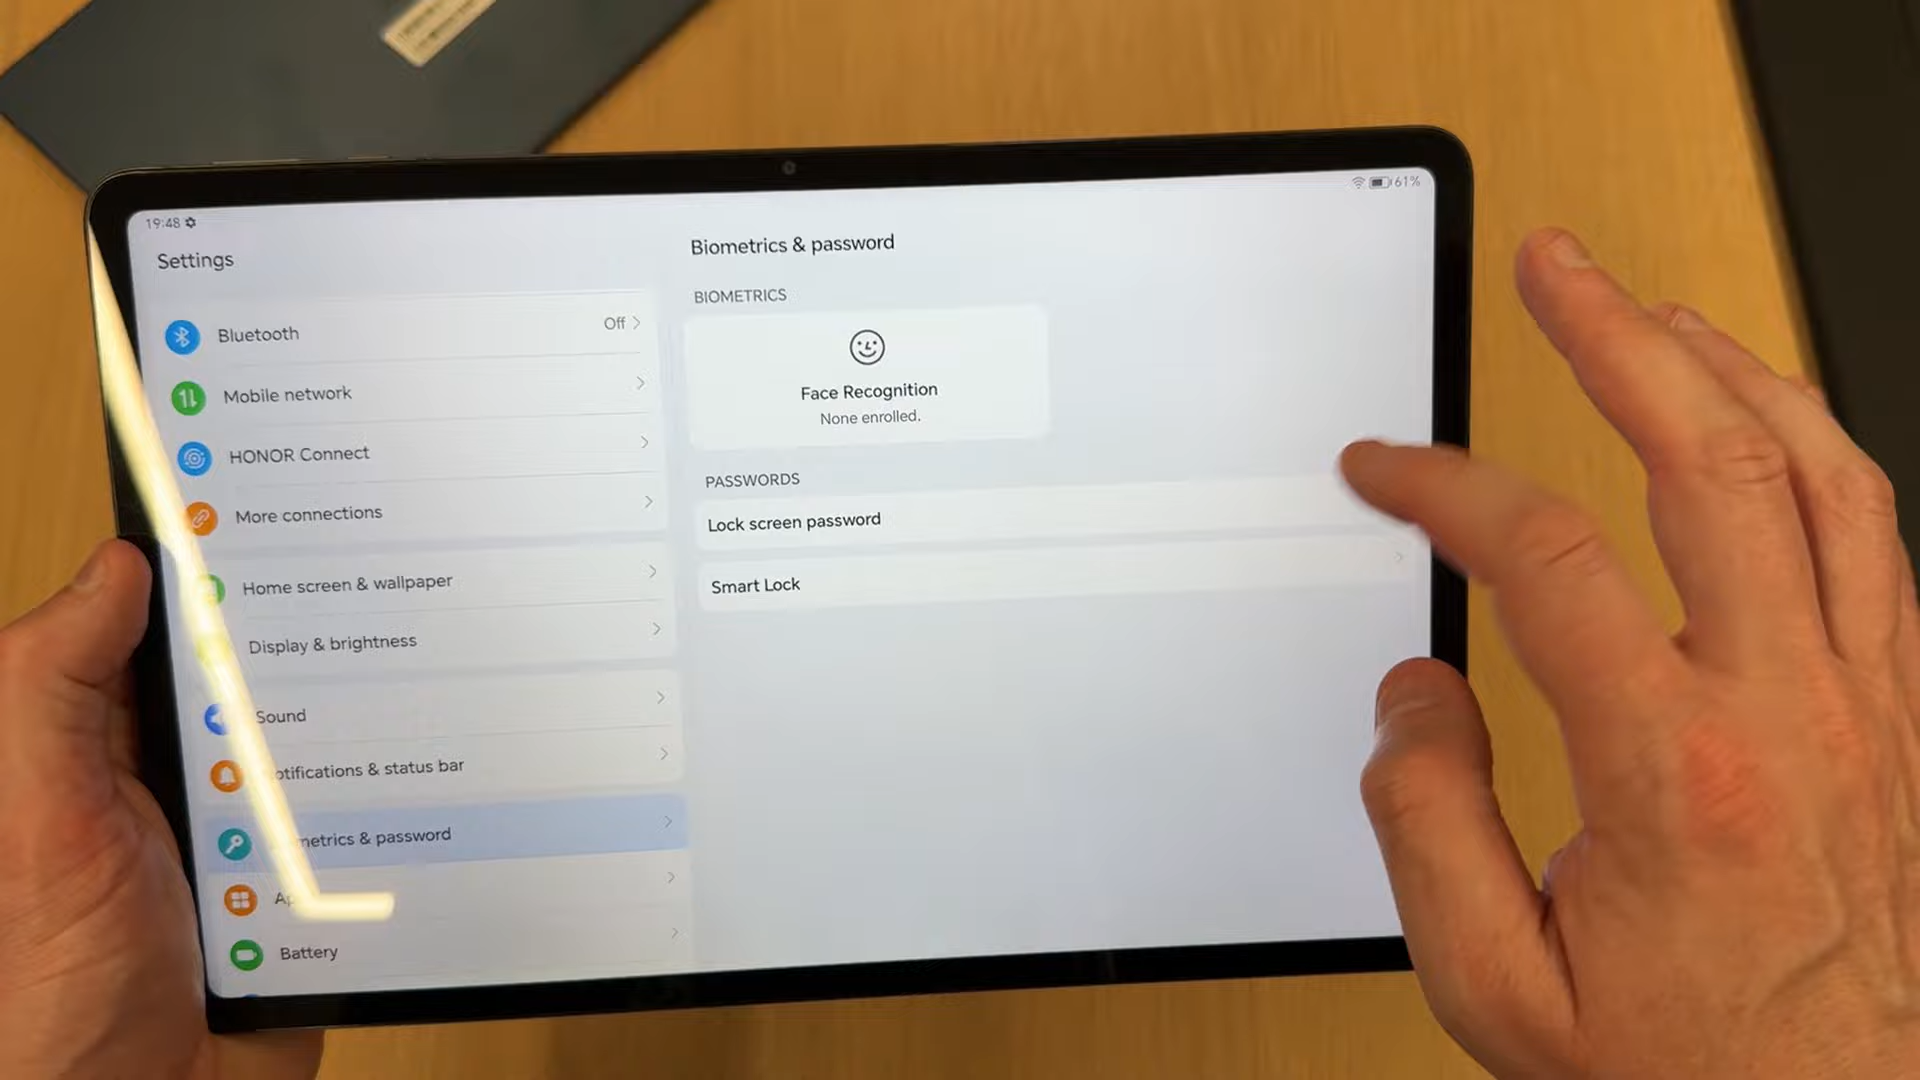 19:48
61%
Settings
Bluetooth
Off
Mobile network
HONOR Connect
More connections
Home screen & wallpaper
Display & brightness
Sound
otifications & status bar
metrics & password
Battery
Biometrics & password
BIOMETRICS
Face Recognition
None enrolled.
PASSWORDS
Lock screen password
Smart Lock